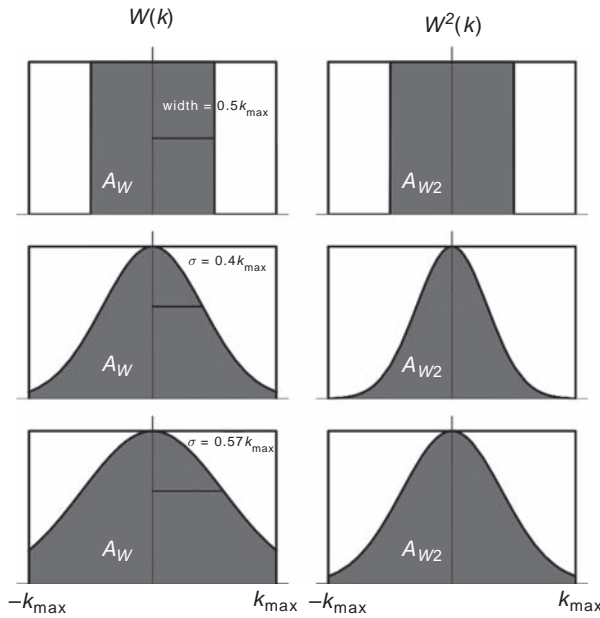 W(k) W²(k)
width = 0.5k_max
A_W A_W2
σ = 0.4k_max
A_W A_W2
σ = 0.57k_max
A_W A_W2
−k_max k_max −k_max k_max